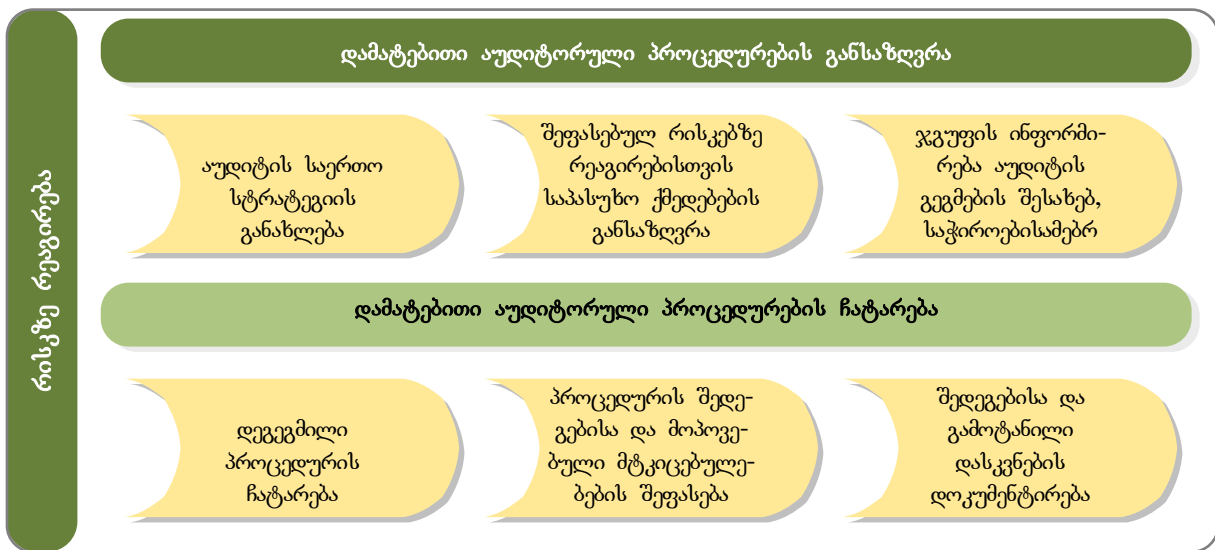 რისკზე რეაგირება
დამატებითი აუდიტორული პროცედურების განსაზღვრა
აუდიტის საერთო
სტრატეგიის
განახლება
შეფასებულ რისკებზე
რეაგირებისთვის
საპასუხო ქმედებების
განსაზღვრა
ჯგუფის ინფორმი-
რება აუდიტის
გეგმების შესახებ,
საჭიროებისამებრ
დამატებითი აუდიტორული პროცედურების ჩატარება
დეგეგმილი
პროცედურის
ჩატარება
პროცედურის შედე-
გებისა და მოპოვე-
ბული მტკიცებულე-
ბების შეფასება
შედეგებისა და
გამოტანილი
დასკვნების
დოკუმენტირება